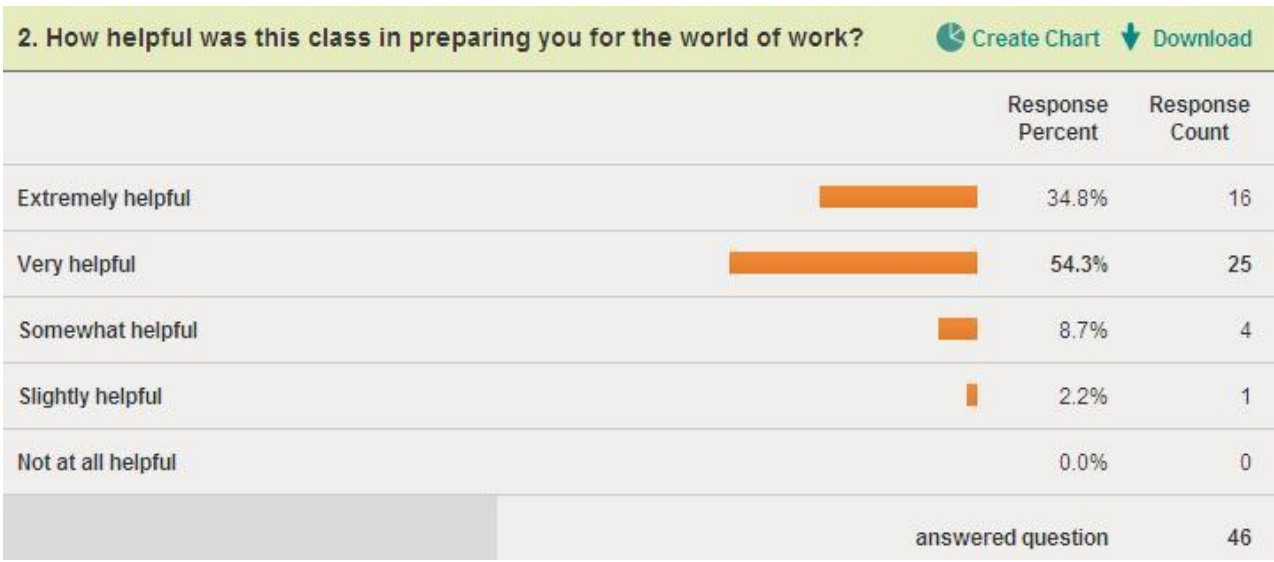 2. How helpful was this class in preparing you for the world of work? Create Chart Download
Response Percent Response Count
Extremely helpful 34.8% 16
Very helpful 54.3% 25
Somewhat helpful 8.7% 4
Slightly helpful 2.2% 1
Not at all helpful 0.0% 0
answered question 46